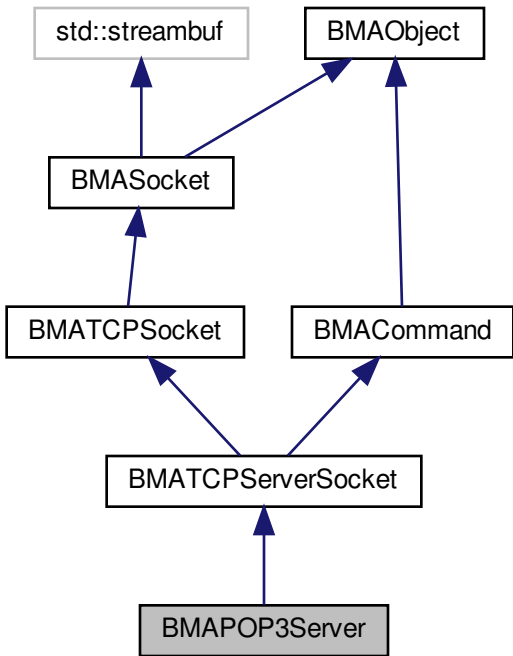 std::streambuf
BMAObject
BMASocket
BMATCPSocket
BMACommand
BMATCPServerSocket
BMAPOP3Server